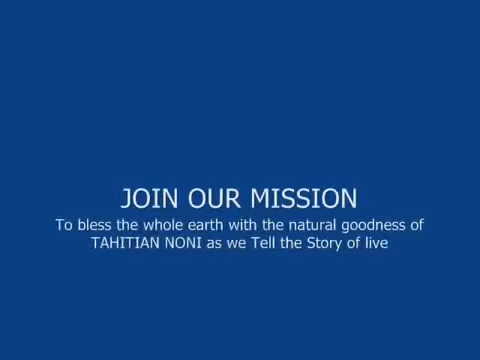 JOIN OUR MISSION
To bless the whole earth with the natural goodness of
TAHITIAN NONI as we Tell the Story of live